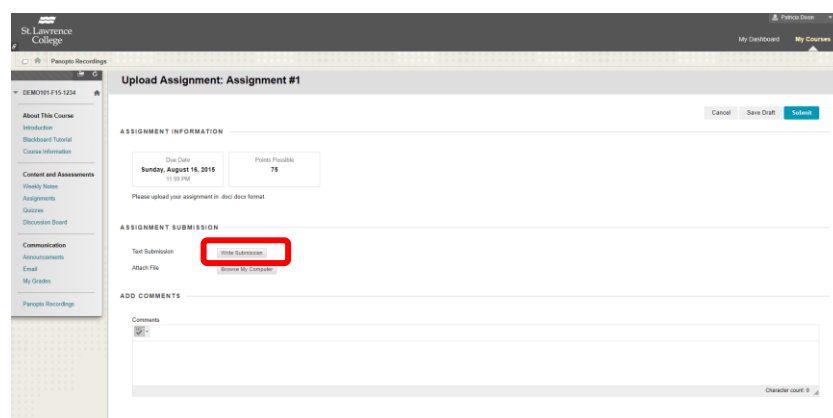 Patricia Dixon
St. Lawrence
College
My Dashboard My Courses
Panopto Recordings
Upload Assignment: Assignment #1
DEMO101-F15-1234
Cancel Save Draft Submit
About This Course
Introduction
Blackboard Tutorial
Course Information
Content and Assessments
Weekly Notes
Assignments
Quizzes
Discussion Board
Communication
Announcements
Email
My Grades
Panopto Recordings
ASSIGNMENT INFORMATION
Due Date
Sunday, August 16, 2015
11:59 PM
Points Possible
75
Please upload your assignment in .doc/ docx format.
ASSIGNMENT SUBMISSION
Text Submission Write Submission
Attach File Browse My Computer
ADD COMMENTS
Comments
Character count: 0